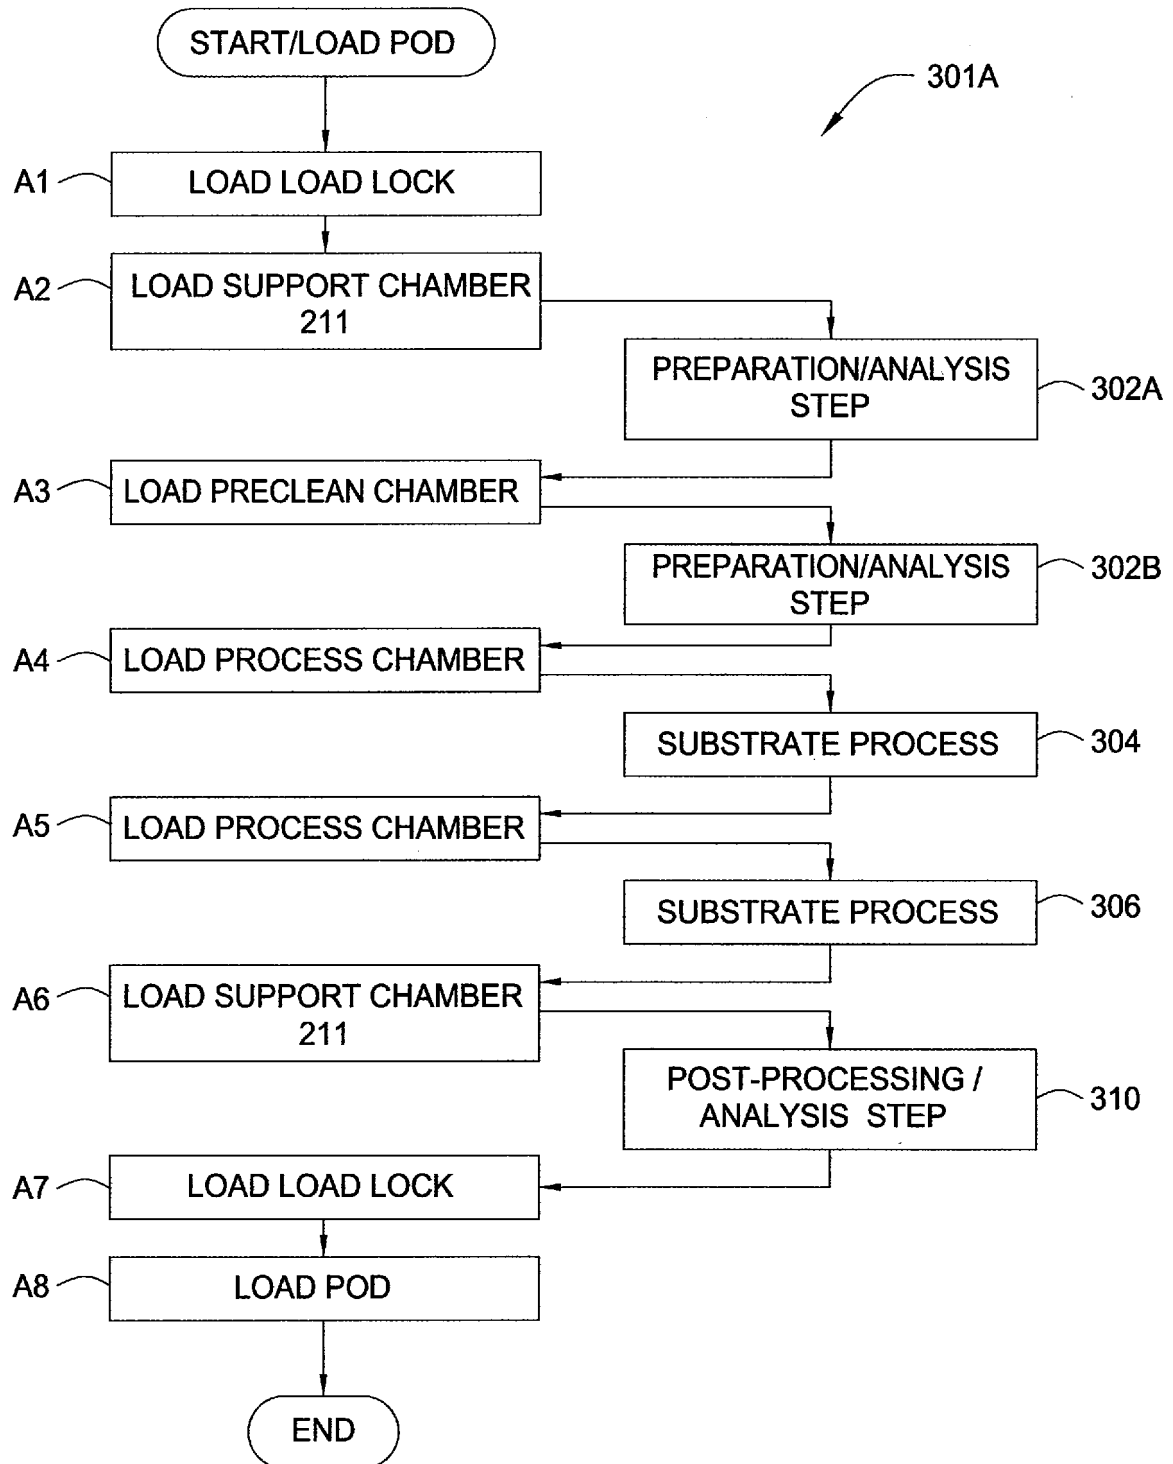 START/LOAD POD
301A
A1
LOAD LOAD LOCK
A2
LOAD SUPPORT CHAMBER
211
PREPARATION/ANALYSIS
STEP
302A
A3
LOAD PRECLEAN CHAMBER
PREPARATION/ANALYSIS
STEP
302B
A4
LOAD PROCESS CHAMBER
SUBSTRATE PROCESS
304
A5
LOAD PROCESS CHAMBER
SUBSTRATE PROCESS
306
A6
LOAD SUPPORT CHAMBER
211
POST-PROCESSING /
ANALYSIS STEP
310
A7
LOAD LOAD LOCK
A8
LOAD POD
END